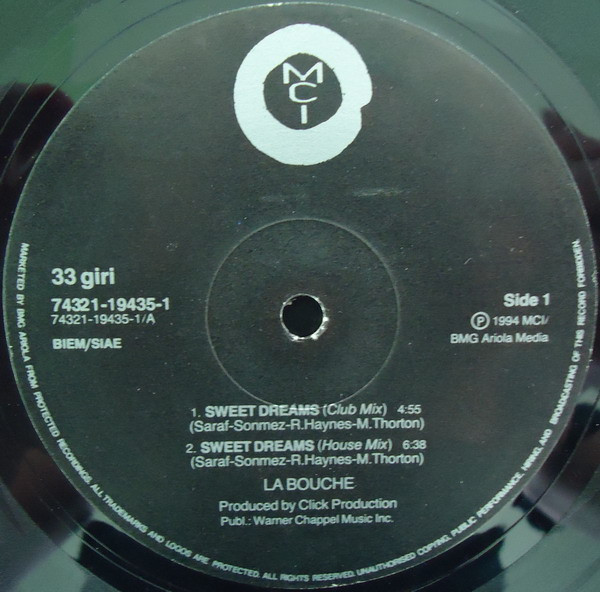 M
C
I
33 giri
74321-19435-1
74321-19435-1/A
BIEM/SIAE
Side 1
Ⓟ 1994 MCI/
BMG Ariola Media
1. SWEET DREAMS (Club Mix) 4:55
(Saraf-Sonmez-R.Haynes-M.Thorton)
2. SWEET DREAMS (House Mix) 6:38
(Saraf-Sonmez-R.Haynes-M.Thorton)
LA BOUCHE
Produced by Click Production
Publ.: Warner Chappel Music Inc.
MARKETED BY BMG ARIOLA FROM PROTECTED RECORDINGS. ALL TRADEMARKS AND LOGOS ARE PROTECTED. ALL RIGHTS RESERVED. UNAUTHORISED COPYING, PUBLIC PERFORMANCE, HIRING, AND BROADCASTING OF THIS RECORD FORBIDDEN.